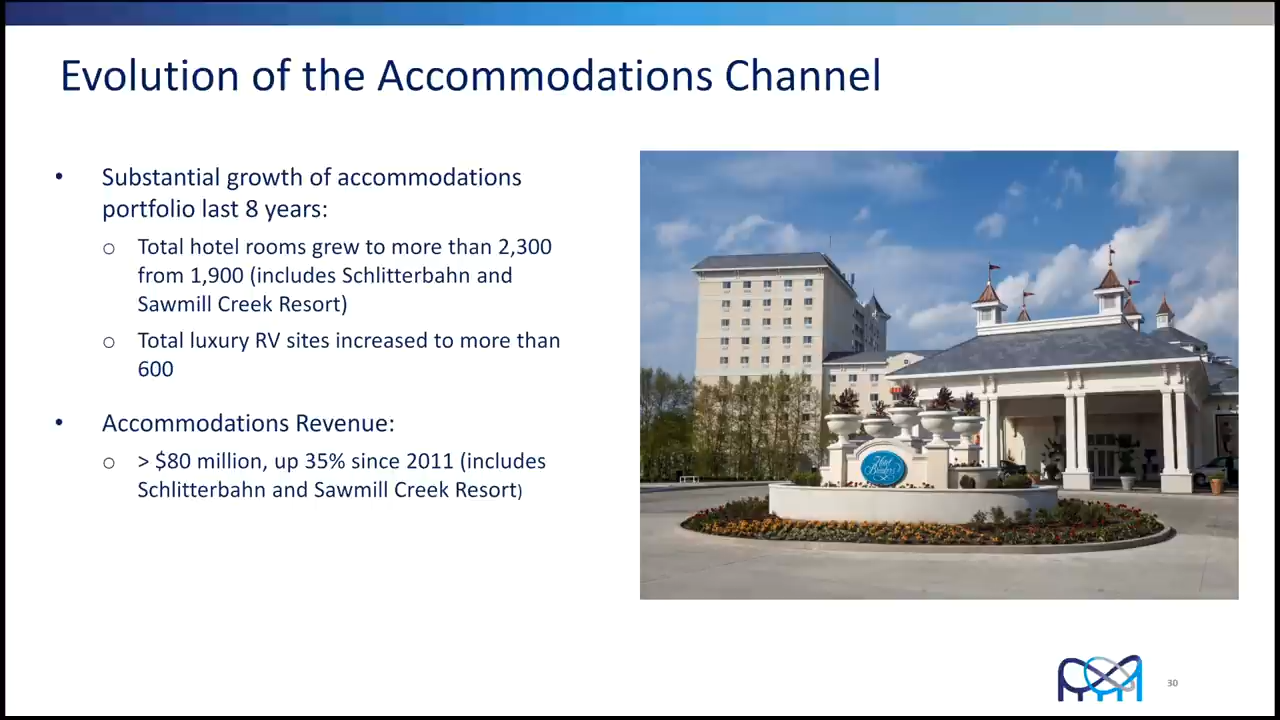 Evolution of the Accommodations Channel
• Substantial growth of accommodations
portfolio last 8 years:
o Total hotel rooms grew to more than 2,300
from 1,900 (includes Schlitterbahn and
Sawmill Creek Resort)
o Total luxury RV sites increased to more than
600
• Accommodations Revenue:
o > $80 million, up 35% since 2011 (includes
Schlitterbahn and Sawmill Creek Resort)
Hotel
Breakers
30